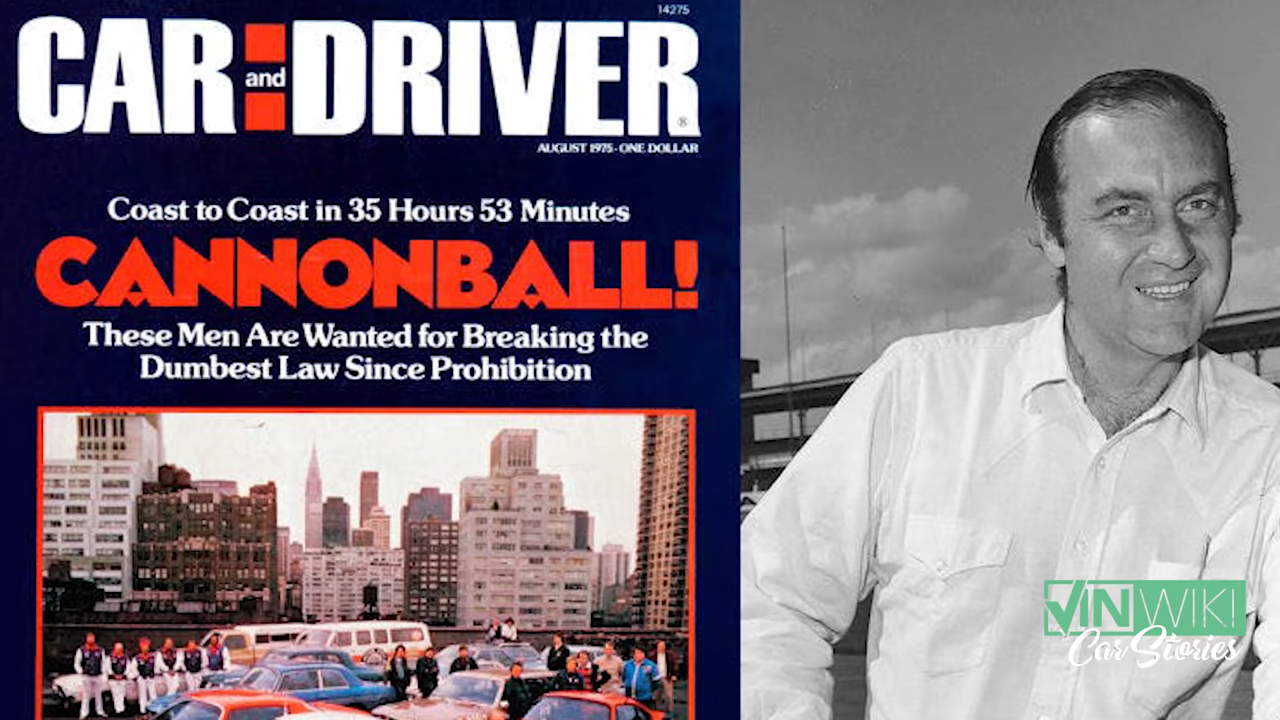 14275
CAR and DRIVER®
AUGUST 1975 · ONE DOLLAR
Coast to Coast in 35 Hours 53 Minutes
CANNONBALL!
These Men Are Wanted for Breaking the
Dumbest Law Since Prohibition
VINWIKI
Car Stories